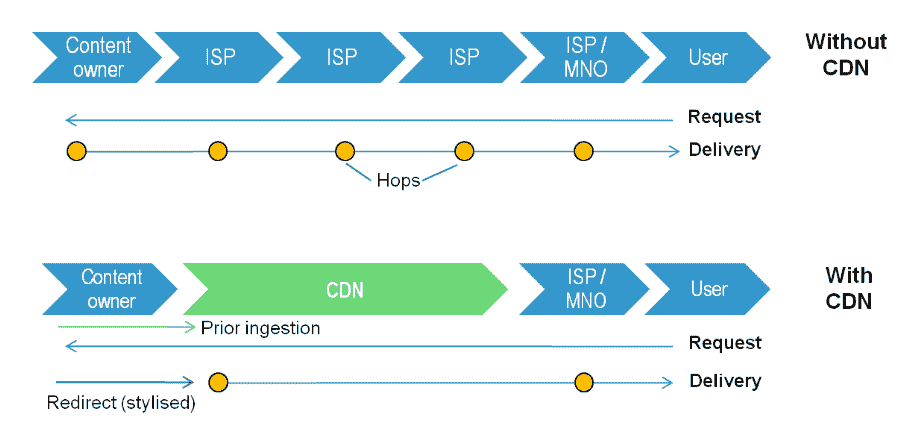 Content
owner
ISP
ISP
ISP
ISP /
MNO
User
Without
CDN
Request
Delivery
Hops
Content
owner
CDN
ISP /
MNO
User
With
CDN
Prior ingestion
Request
Delivery
Redirect (stylised)